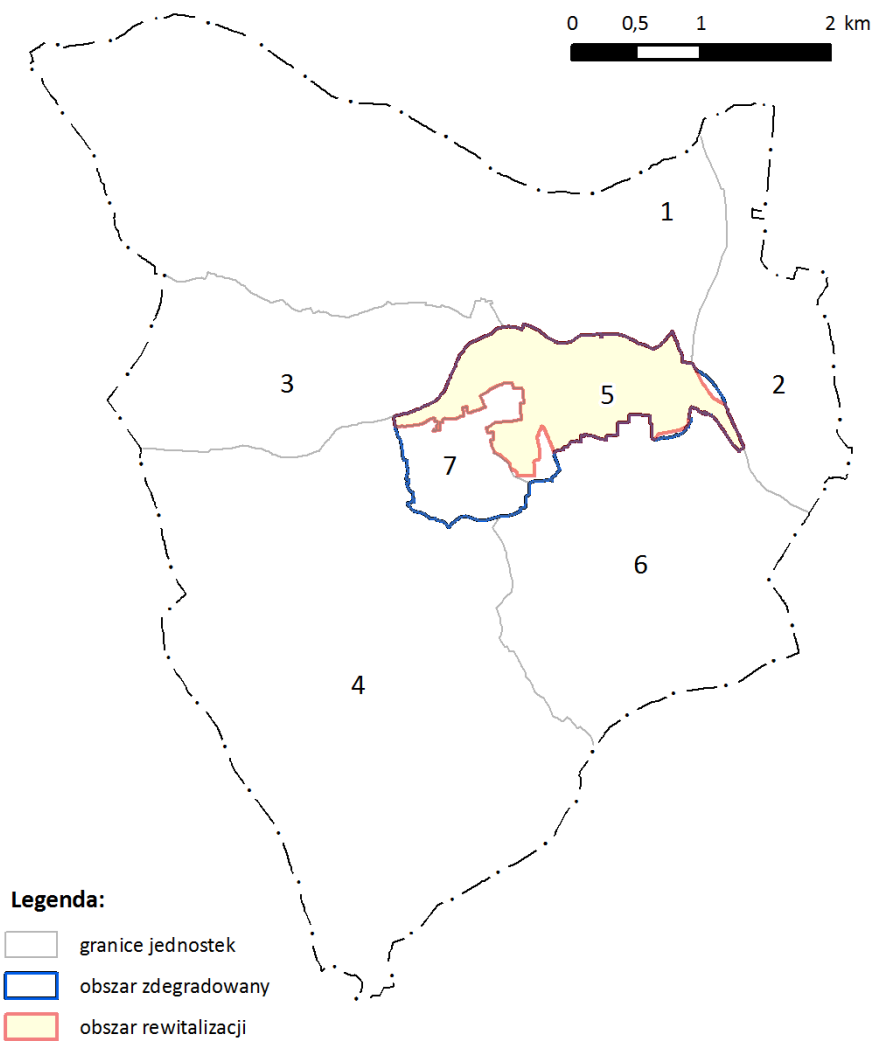 0 0,5 1 2 km
1
2
3
5
7
6
4
Legenda:
granice jednostek
obszar zdegradowany
obszar rewitalizacji